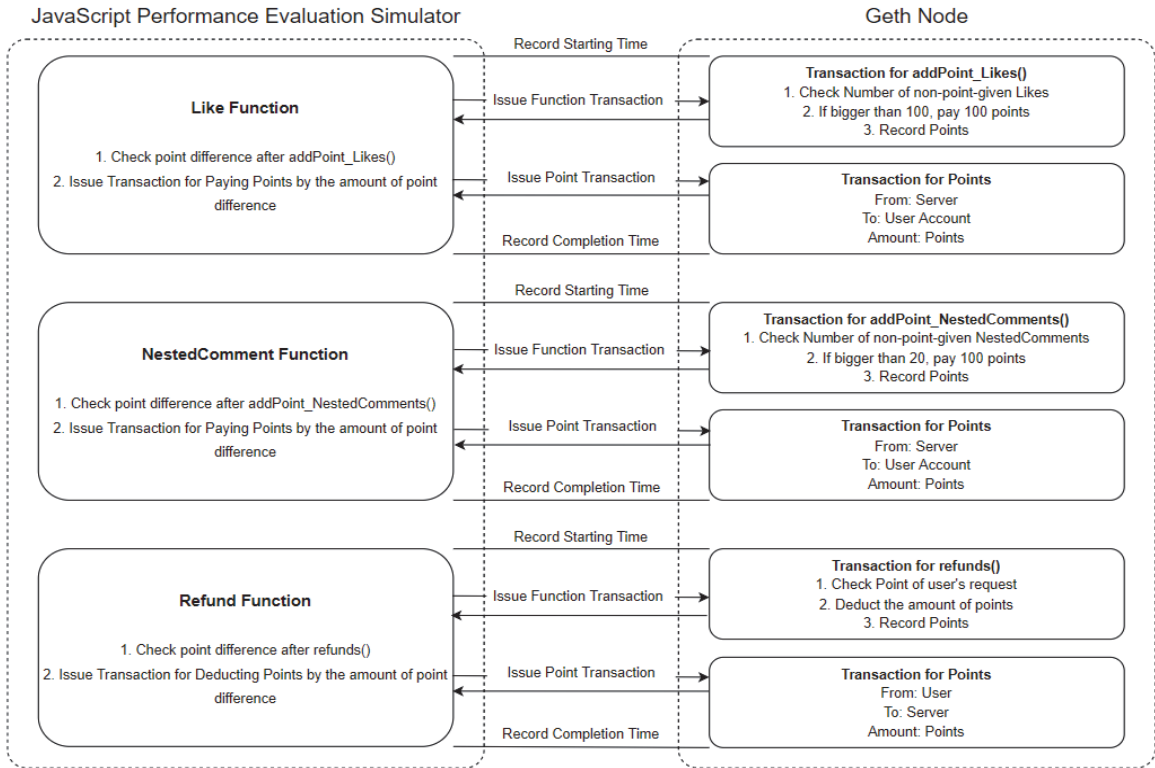 JavaScript Performance Evaluation Simulator
Geth Node
Record Starting Time
Like Function
1. Check point difference after addPoint_Likes()
2. Issue Transaction for Paying Points by the amount of point
difference
Issue Function Transaction
Transaction for addPoint_Likes()
1. Check Number of non-point-given Likes
2. If bigger than 100, pay 100 points
3. Record Points
Issue Point Transaction
Transaction for Points
From: Server
To: User Account
Amount: Points
Record Completion Time
Record Starting Time
NestedComment Function
1. Check point difference after addPoint_NestedComments()
2. Issue Transaction for Paying Points by the amount of point
difference
Issue Function Transaction
Transaction for addPoint_NestedComments()
1. Check Number of non-point-given NestedComments
2. If bigger than 20, pay 100 points
3. Record Points
Issue Point Transaction
Transaction for Points
From: Server
To: User Account
Amount: Points
Record Completion Time
Record Starting Time
Refund Function
1. Check point difference after refunds()
2. Issue Transaction for Deducting Points by the amount of point
difference
Issue Function Transaction
Transaction for refunds()
1. Check Point of user's request
2. Deduct the amount of points
3. Record Points
Issue Point Transaction
Transaction for Points
From: User
To: Server
Amount: Points
Record Completion Time